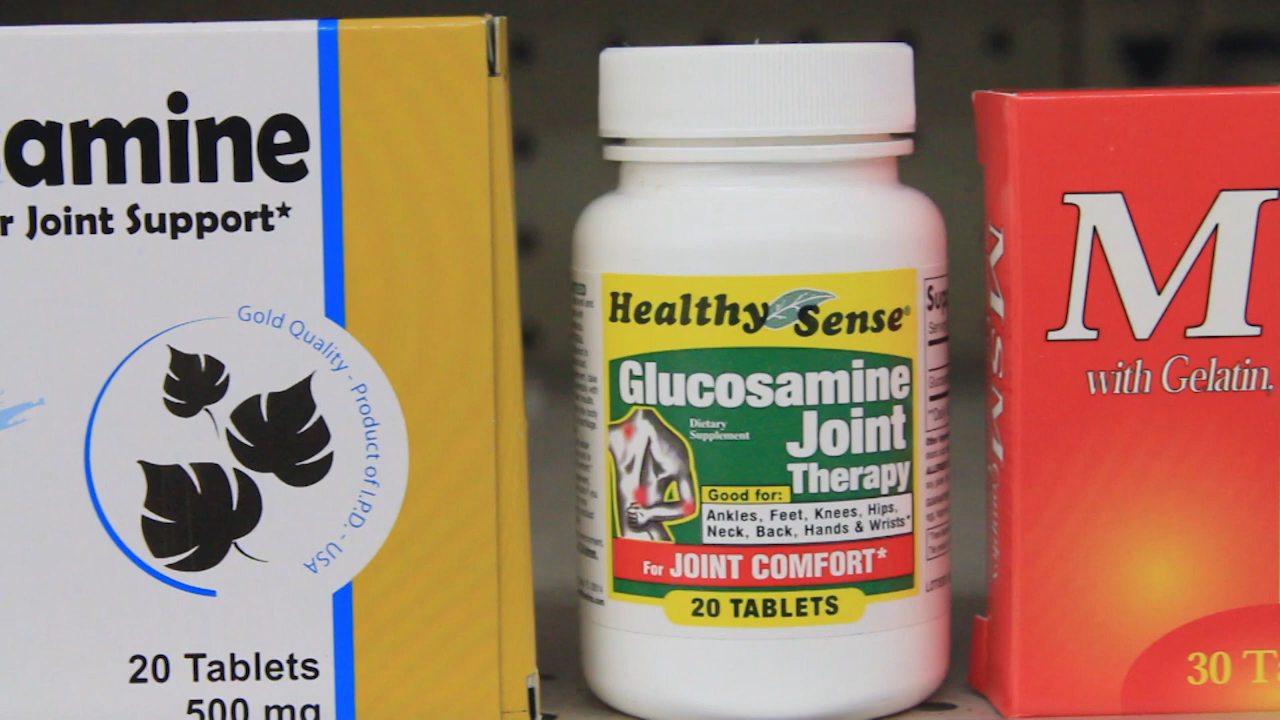 amine
r Joint Support*
Gold Quality - Product of I.P.D. - USA
20 Tablets
500 mg
Healthy Sense®
Glucosamine
Joint
Therapy
Dietary
Supplement
Good for:
Ankles, Feet, Knees, Hips,
Neck, Back, Hands & Wrists*
For JOINT COMFORT*
20 TABLETS
M
with Gelatin,
30 T